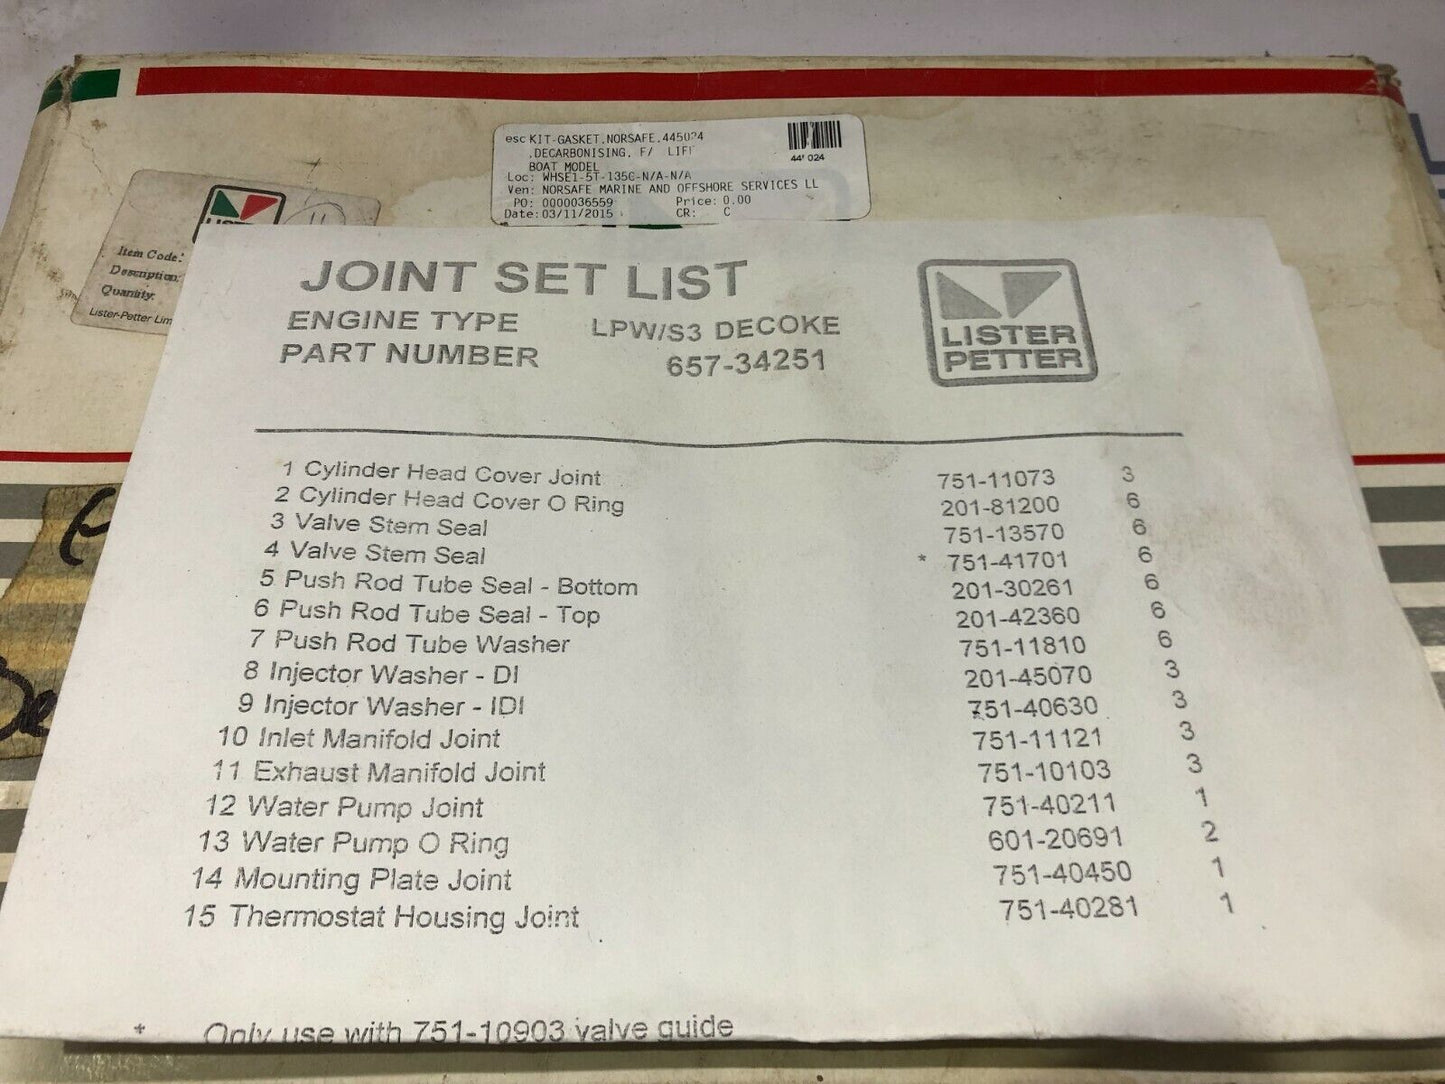 esc KIT-GASKET,NORSAFE,445024
,DECARBONISING, F/ LIF
BOAT MODEL
Loc: WHSE1-5T-135C-N/A-N/A
Ven: NORSAFE MARINE AND OFFSHORE SERVICES LL
PO: 0000036559 Price: 0.00
Date: 03/11/2015 CR: C
024
11
Item Code:
Description:
Quantity:
Lister-Petter Lim
JOINT SET LIST
ENGINE TYPE LPW/S3 DECOKE
PART NUMBER 657-34251
LISTER
PETTER
1 Cylinder Head Cover Joint 751-11073 3
2 Cylinder Head Cover O Ring 201-81200 6
3 Valve Stem Seal 751-13570 6
4 Valve Stem Seal * 751-41701 6
5 Push Rod Tube Seal - Bottom 201-30261 6
6 Push Rod Tube Seal - Top 201-42360 6
7 Push Rod Tube Washer 751-11810 6
8 Injector Washer - DI 201-45070 3
9 Injector Washer - IDI 751-40630 3
10 Inlet Manifold Joint 751-11121 3
11 Exhaust Manifold Joint 751-10103 3
12 Water Pump Joint 751-40211 1
13 Water Pump O Ring 601-20691 2
14 Mounting Plate Joint 751-40450 1
15 Thermostat Housing Joint 751-40281 1
* Only use with 751-10903 valve guide